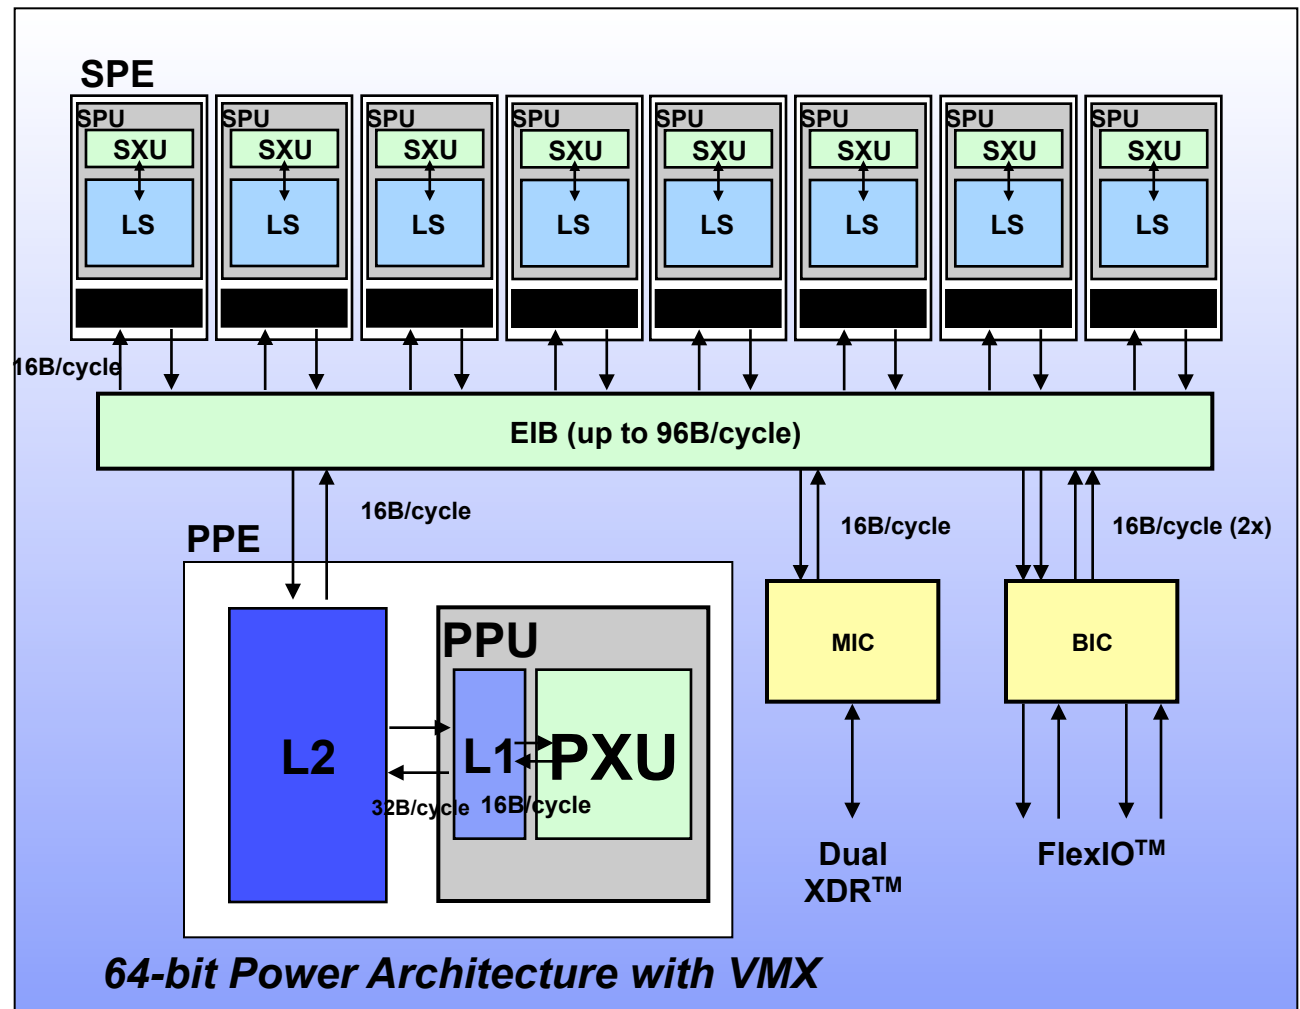 SPE
SPU SPU SPU SPU SPU SPU SPU SPU
SXU SXU SXU SXU SXU SXU SXU SXU
LS LS LS LS LS LS LS LS
16B/cycle
EIB (up to 96B/cycle)
16B/cycle 16B/cycle 16B/cycle (2x)
PPE
PPU
MIC BIC
L2 L1 PXU
32B/cycle 16B/cycle
Dual
XDR™
FlexIO™
64-bit Power Architecture with VMX